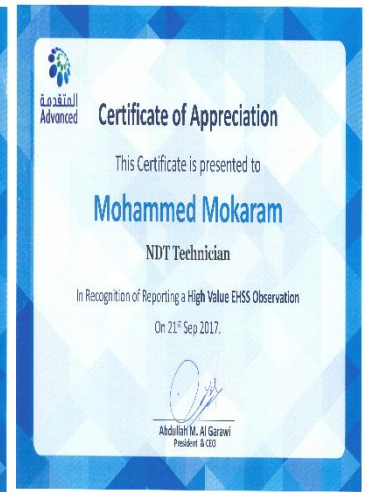 المتقدمة
Advanced
Certificate of Appreciation
This Certificate is presented to
Mohammed Mokaram
NDT Technician
In Recognition of Reporting a High Value EHSS Observation
On 21st Sep 2017.
Abdullah M. Al Garawi
President & CEO